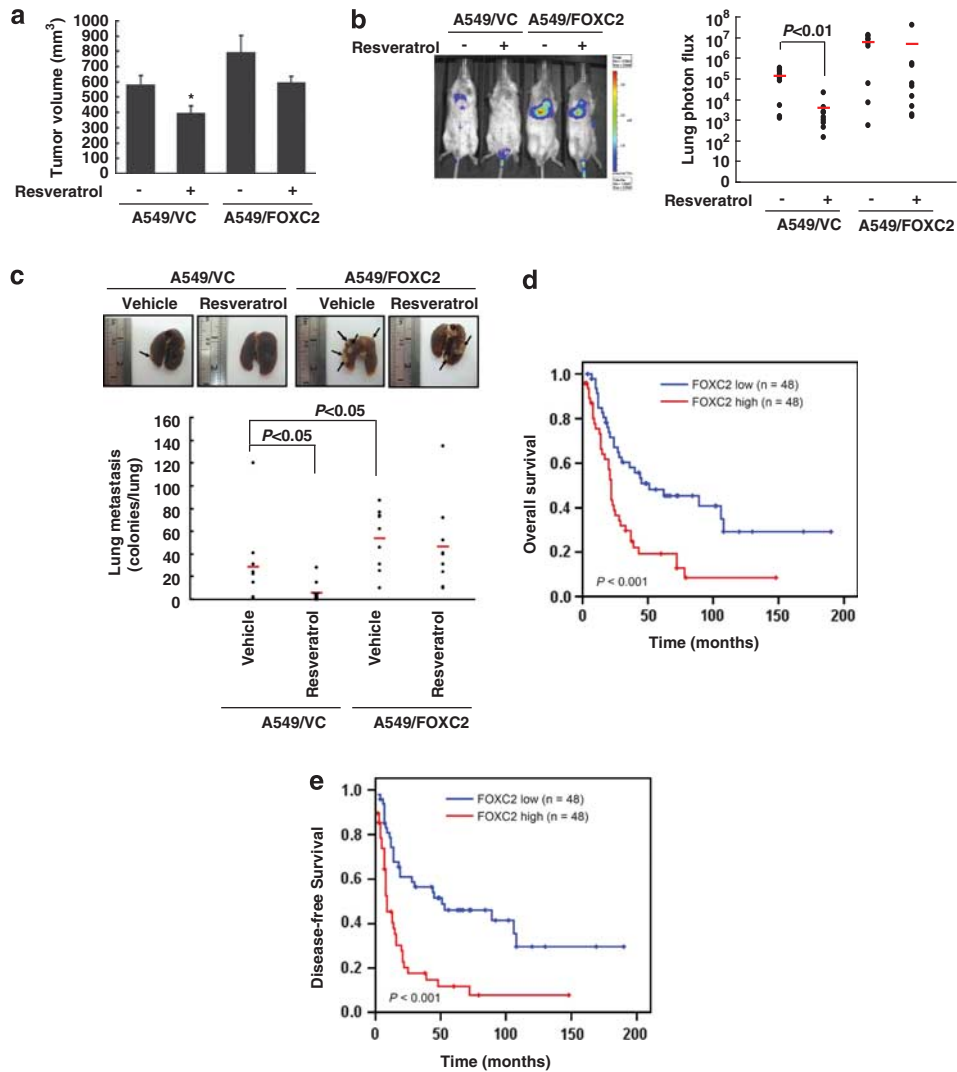 a
Tumor volume (mm³)
900
800
700
600
500
400
300
200
100
0
*
Resveratrol - + - +
A549/VC A549/FOXC2
b
A549/VC A549/FOXC2
Resveratrol - + - +
Lung photon flux
10⁸
10⁷
10⁶
10⁵
10⁴
10³
10²
10
0
P<0.01
Resveratrol - + - +
A549/VC A549/FOXC2
c
A549/VC A549/FOXC2
Vehicle Resveratrol Vehicle Resveratrol
Lung metastasis
(colonies/lung)
160
140
120
100
80
60
40
20
0
P<0.05
P<0.05
Vehicle
Resveratrol
Vehicle
Resveratrol
A549/VC A549/FOXC2
d
Overall survival
1.0
0.8
0.6
0.4
0.2
0.0
FOXC2 low (n = 48)
FOXC2 high (n = 48)
P < 0.001
0 50 100 150 200
Time (months)
e
Disease-free Survival
1.0
0.8
0.6
0.4
0.2
0.0
FOXC2 low (n = 48)
FOXC2 high (n = 48)
P < 0.001
0 50 100 150 200
Time (months)